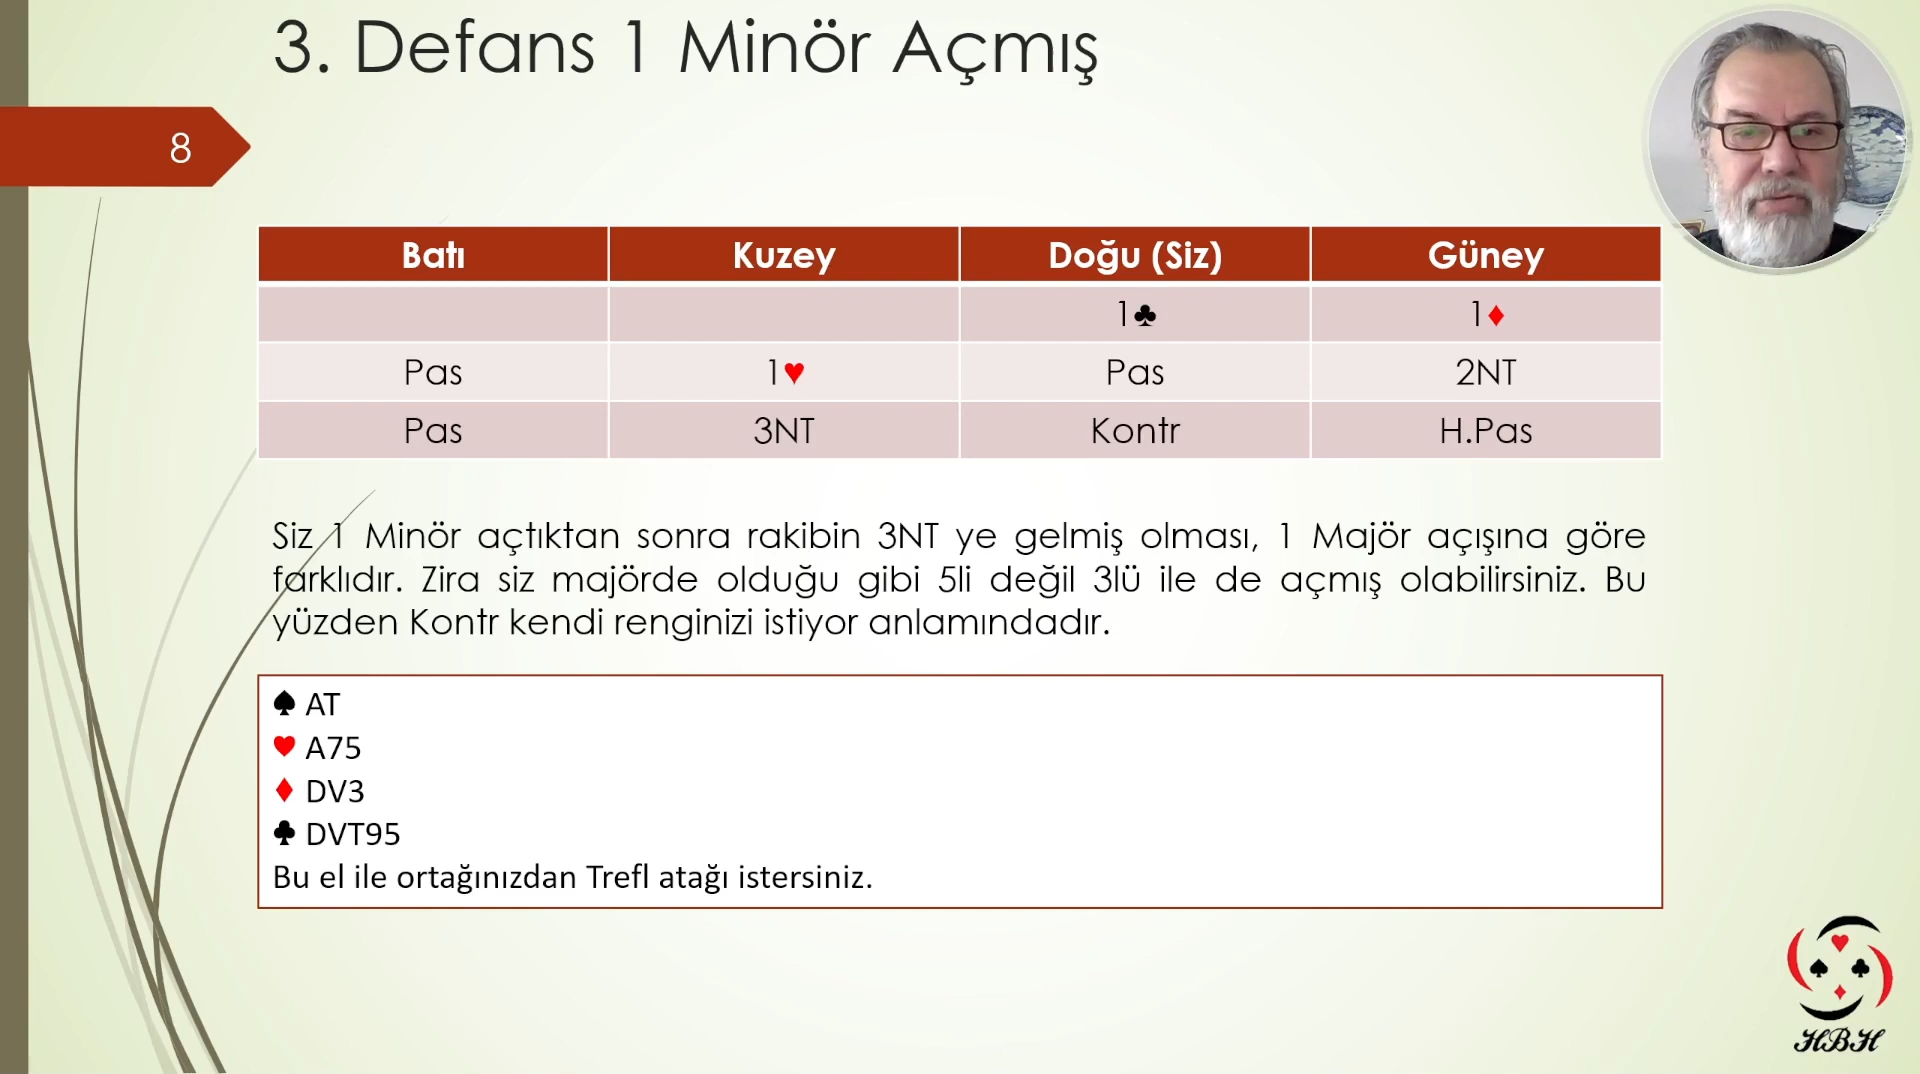 3. Defans 1 Minör Açmış
8
Batı Kuzey Doğu (Siz) Güney
1♣ 1♦
Pas 1♥ Pas 2NT
Pas 3NT Kontr H.Pas
Siz 1 Minör açtıktan sonra rakibin 3NT ye gelmiş olması, 1 Majör açışına göre
farklıdır. Zira siz majörde olduğu gibi 5li değil 3lü ile de açmış olabilirsiniz. Bu
yüzden Kontr kendi renginizi istiyor anlamındadır.
♠ AT
♥ A75
♦ DV3
♣ DVT95
Bu el ile ortağınızdan Trefl atağı istersiniz.
HBH